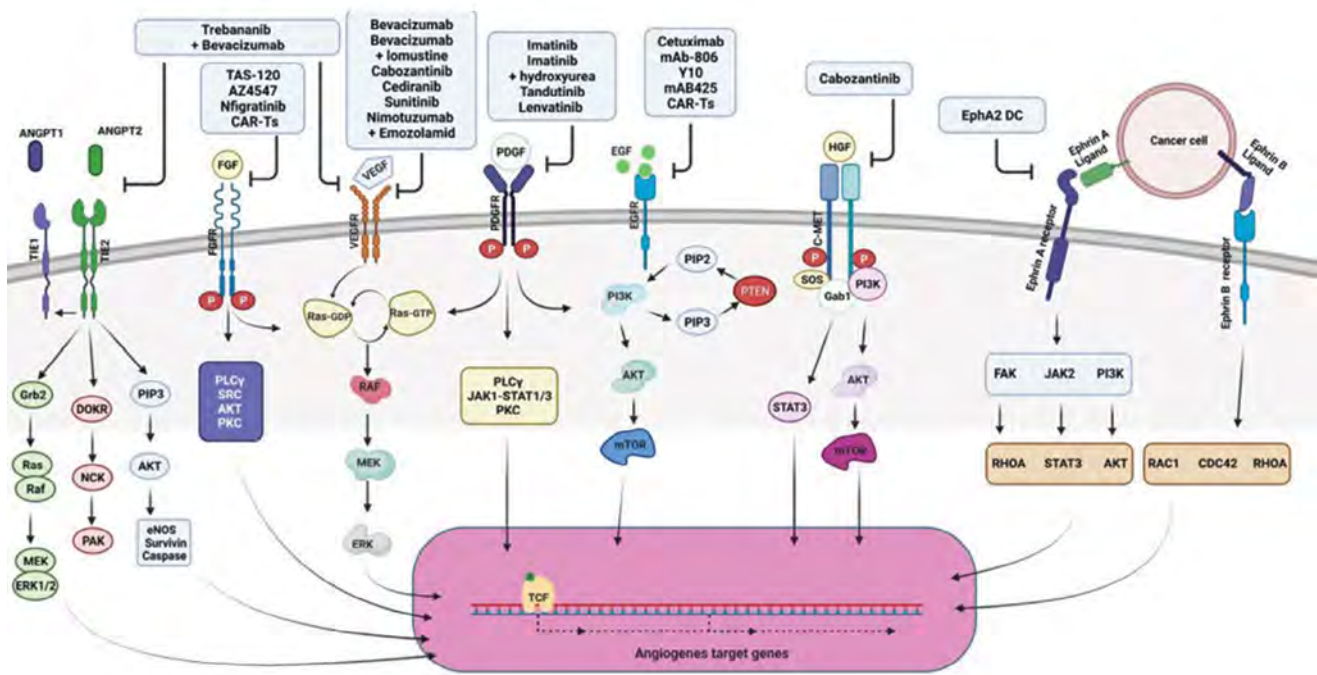 Trebananib
+ Bevacizumab
TAS-120
AZ4547
Nfigratinib
CAR-Ts
Bevacizumab
Bevacizumab
+ lomustine
Cabozantinib
Cediranib
Sunitinib
Nimotuzumab
+ Emozolamid
Imatinib
Imatinib
+ hydroxyurea
Tandutinib
Lenvatinib
Cetuximab
mAb-806
Y10
mAB425
CAR-Ts
Cabozantinib
EphA2 DC
ANGPT1
ANGPT2
FGF
VEGF
PDGF
EGF
HGF
Ephrin A
Ligand
Cancer cell
Ephrin B
Ligand
TIE1
TIE2
FGFR
VEGFR
PDGFR
EGFR
C-MET
Ephrin A receptor
Ephrin B receptor
P
P
P
P
P
P
SOS
Gab1
PI3K
Ras-GDP
Ras-GTP
PI3K
PIP2
PTEN
PIP3
Grb2
DOKR
PIP3
PLCγ
SRC
AKT
PKC
RAF
PLCγ
JAK1-STAT1/3
PKC
AKT
STAT3
AKT
FAK JAK2 PI3K
Ras
Raf
NCK
AKT
MEK
mTOR
mTOR
RHOA STAT3 AKT
RAC1 CDC42 RHOA
MEK
ERK1/2
PAK
eNOS
Survivin
Caspase
ERK
TCF
Angiogenes target genes